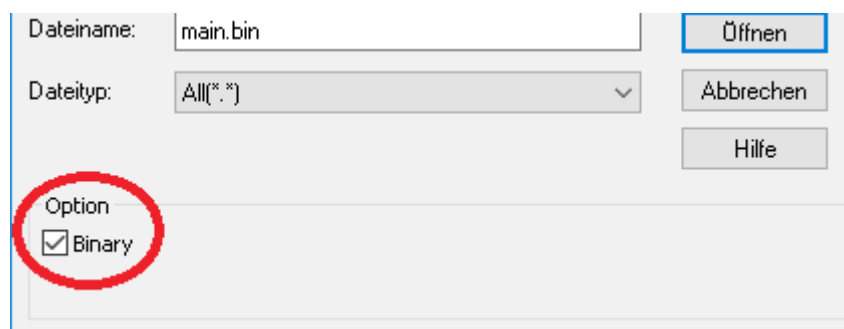 Dateiname: main.bin Öffnen
Dateityp: All(*.*) Abbrechen
Hilfe
Option
Binary